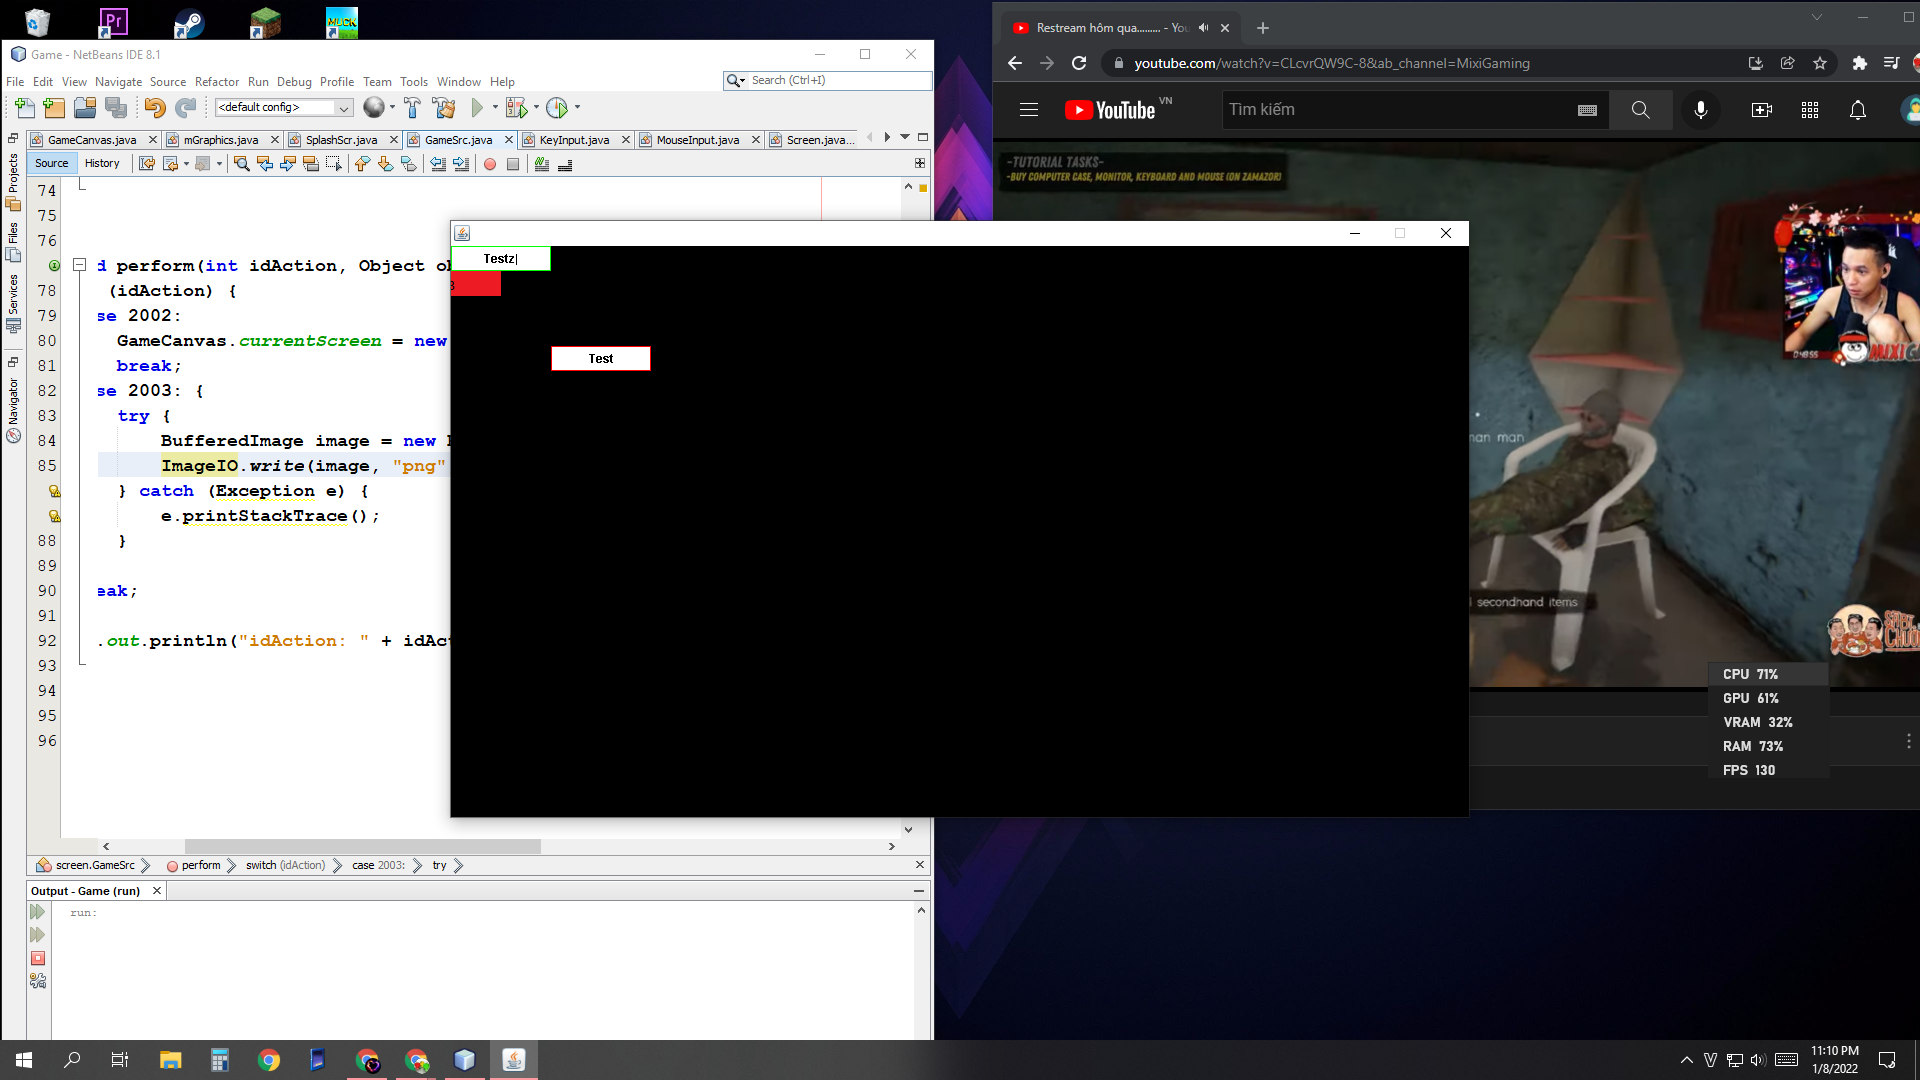 Game - NetBeans IDE 8.1
File Edit View Navigate Source Refactor Run Debug Profile Team Tools Window Help
Search (Ctrl+I)
<default config>
GameCanvas.java mGraphics.java SplashScr.java GameSrc.java KeyInput.java MouseInput.java Screen.java...
Source History
Projects
Files
Services
Navigator
74
75
76
d perform(int idAction, Object ob
78 (idAction) {
79 se 2002:
80 GameCanvas.currentScreen = new
81 break;
82 se 2003: {
83 try {
84 BufferedImage image = new
85 ImageIO.write(image, "png"
} catch (Exception e) {
e.printStackTrace();
88 }
89
90 eak;
91
92 .out.println("idAction: " + idAct
93
94
95
96
screen.GameSrc perform switch (idAction) case 2003: try
Output - Game (run)
run:
Testz|
Test
Restream hôm qua......... - You
youtube.com/watch?v=CLcvrQW9C-8&ab_channel=MixiGaming
YouTube VN
Tìm kiếm
-TUTORIAL TASKS-
-BUY COMPUTER CASE, MONITOR, KEYBOARD AND MOUSE (ON ZAMAZOR)
man man
secondhand items
CPU 71%
GPU 61%
VRAM 32%
RAM 73%
FPS 130
Pr
MLCK
11:10 PM
1/8/2022